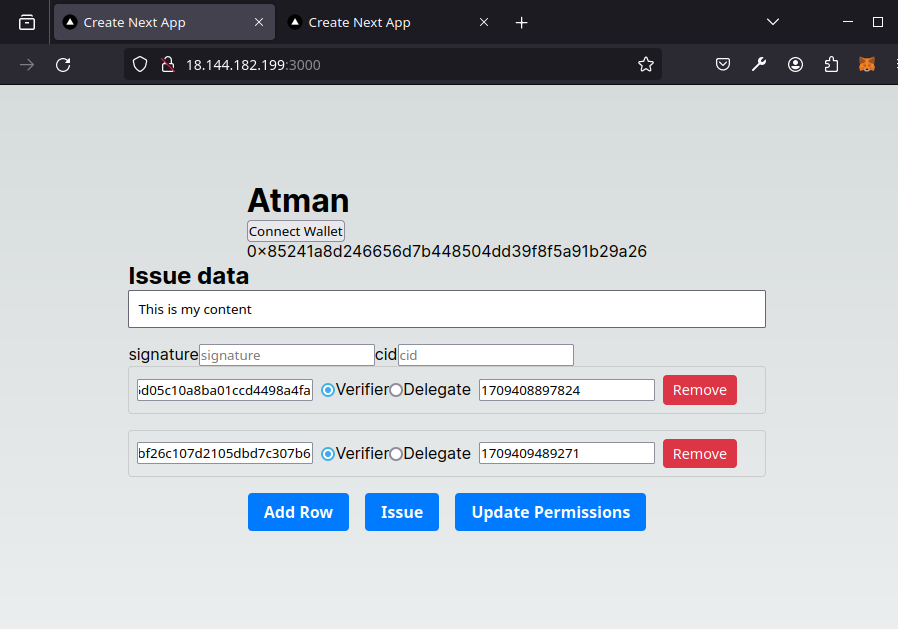 Create Next App
Create Next App
18.144.182.199:3000
Atman
Connect Wallet
0×85241a8d246656d7b448504dd39f8f5a91b29a26
Issue data
This is my content
signature signature cid cid
d05c10a8ba01ccd4498a4fa Verifier Delegate 1709408897824 Remove
bf26c107d2105dbd7c307b6 Verifier Delegate 1709409489271 Remove
Add Row Issue Update Permissions